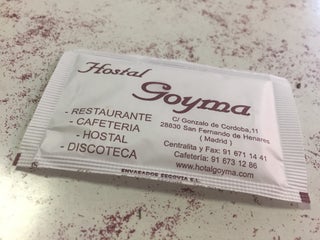 Hostal
Goyma
- RESTAURANTE
- CAFETERIA
- HOSTAL
- DISCOTECA
C/ Gonzalo de Cordoba, 11
28830 San Fernando de Henares
( Madrid )
Centralita y Fax: 91 671 14 41
Cafetería: 91 673 12 86
www.hotalgoyma.com
ENVASADOS SEGOVIA S.L.